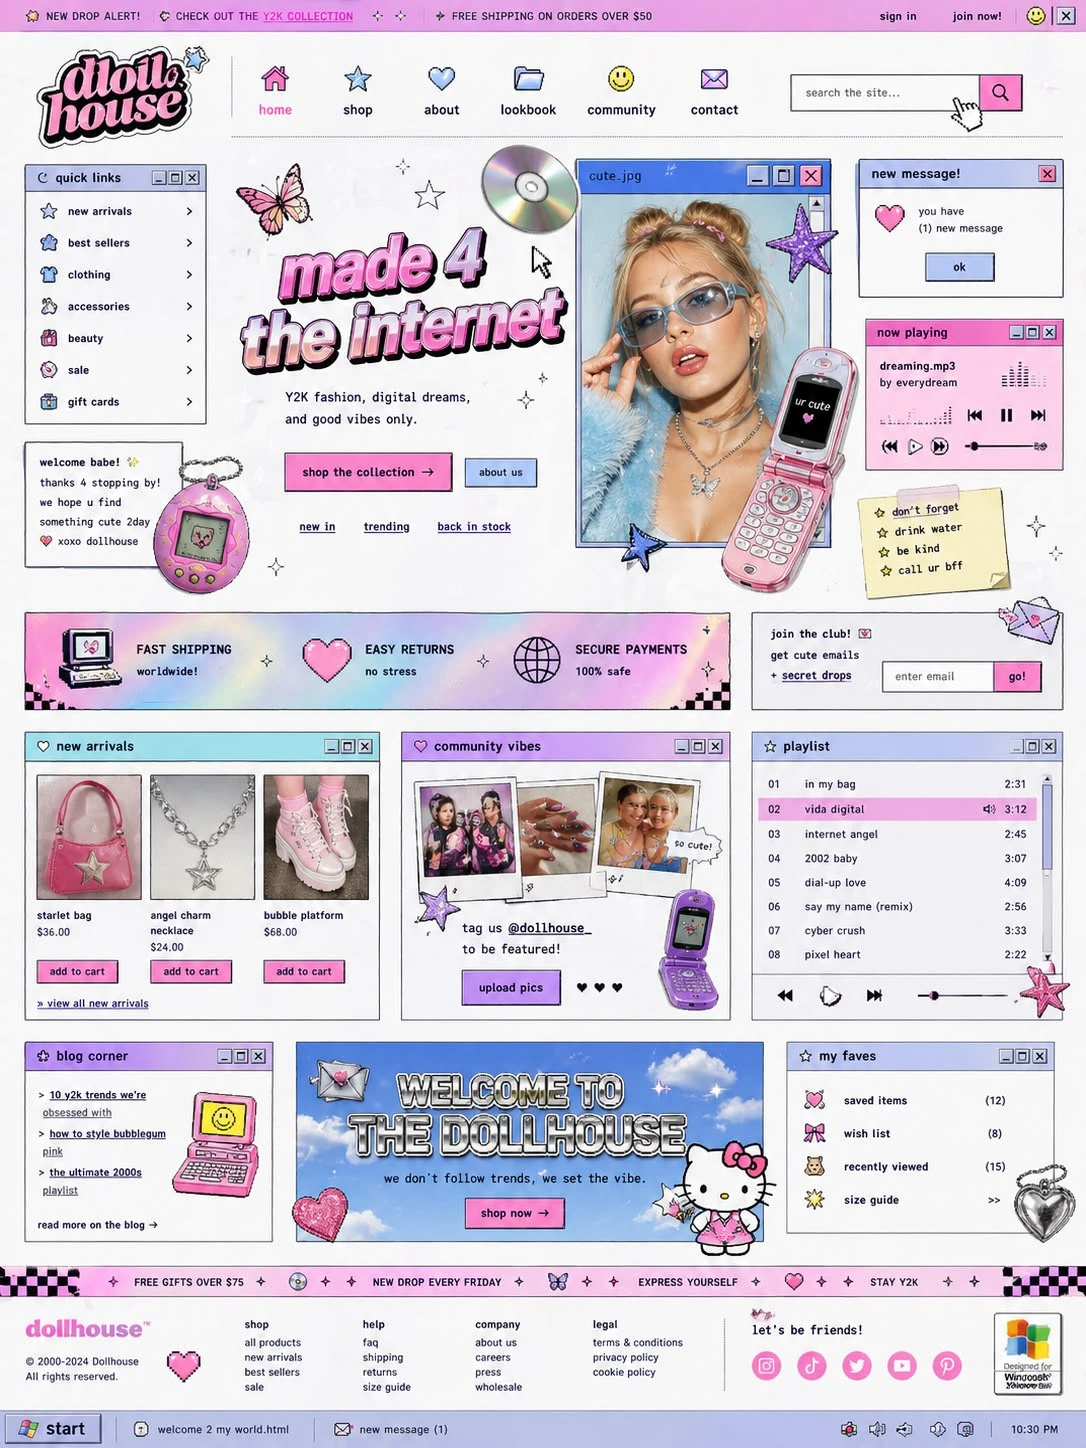 NEW DROP ALERT!
CHECK OUT THE Y2K COLLECTION
FREE SHIPPING ON ORDERS OVER $50
sign in
join now!
dloil
house
home
shop
about
lookbook
community
contact
search the site...
quick links
new arrivals
best sellers
clothing
accessories
beauty
sale
gift cards
welcome babe!
thanks 4 stopping by!
we hope u find
something cute 2day
xoxo dollhouse
made 4
the internet
Y2K fashion, digital dreams,
and good vibes only.
shop the collection →
about us
new in
trending
back in stock
cute.jpg
ur cute
new message!
you have
(1) new message
ok
now playing
dreaming.mp3
by everydream
don't forget
drink water
be kind
call ur bff
FAST SHIPPING
worldwide!
EASY RETURNS
no stress
SECURE PAYMENTS
100% safe
join the club!
get cute emails
+ secret drops
enter email
go!
new arrivals
starlet bag
$36.00
add to cart
angel charm
necklace
$24.00
add to cart
bubble platform
$68.00
add to cart
» view all new arrivals
community vibes
so cute!
tag us @dollhouse_
to be featured!
upload pics
playlist
01 in my bag 2:31
02 vida digital 3:12
03 internet angel 2:45
04 2002 baby 3:07
05 dial-up love 4:09
06 say my name (remix) 2:56
07 cyber crush 3:33
08 pixel heart 2:22
blog corner
> 10 y2k trends we're
obsessed with
> how to style bubblegum
pink
> the ultimate 2000s
playlist
read more on the blog →
WELCOME TO
THE DOLLHOUSE
we don't follow trends, we set the vibe.
shop now →
my faves
saved items (12)
wish list (8)
recently viewed (15)
size guide >>
FREE GIFTS OVER $75
NEW DROP EVERY FRIDAY
EXPRESS YOURSELF
STAY Y2K
dollhouse™
© 2000-2024 Dollhouse
All rights reserved.
shop
all products
new arrivals
best sellers
sale
help
faq
shipping
returns
size guide
company
about us
careers
press
wholesale
legal
terms & conditions
privacy policy
cookie policy
let's be friends!
Designed for
start
welcome 2 my world.html
new message (1)
10:30 PM